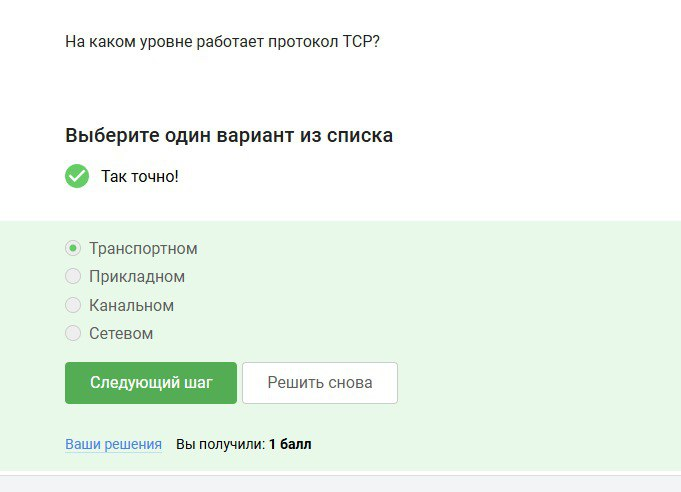 На каком уровне работает протокол TCP?
Выберите один вариант из списка
Так точно!
Транспортном
Прикладном
Канальном
Сетевом
Следующий шаг Решить снова
Ваши решения Вы получили: 1 балл